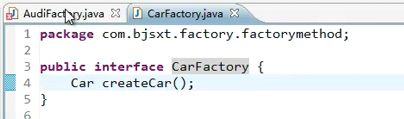 AudiFactory.java CarFactory.java
1 package com.bjsxt.factory.factorymethod;
2
3 public interface CarFactory {
4 Car createCar();
5 }